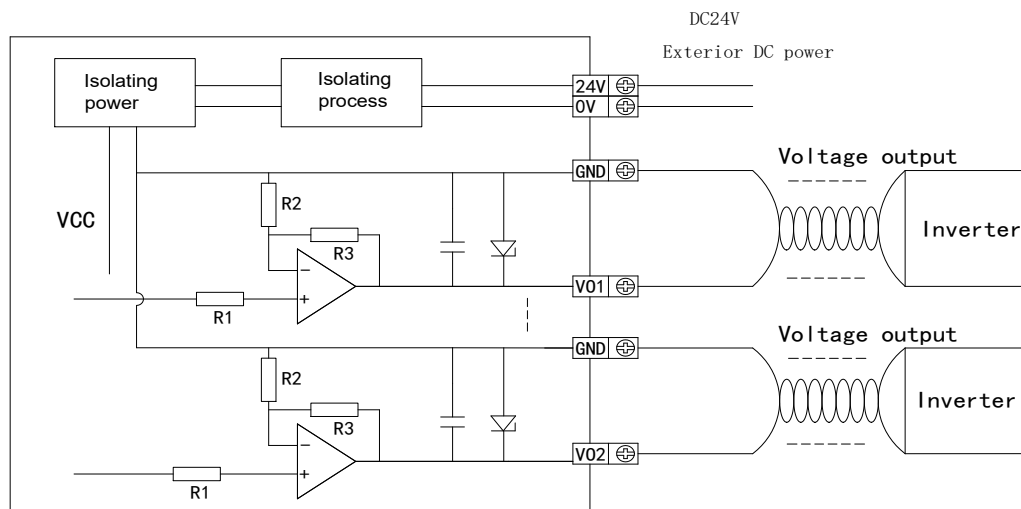 DC24V
Exterior DC power
Isolating
power
Isolating
process
24V
0V
GND
Voltage output
R2
VCC
R3
Inverter
-
+
R1
VO1
GND
Voltage output
R2
R3
Inverter
-
+
R1
VO2